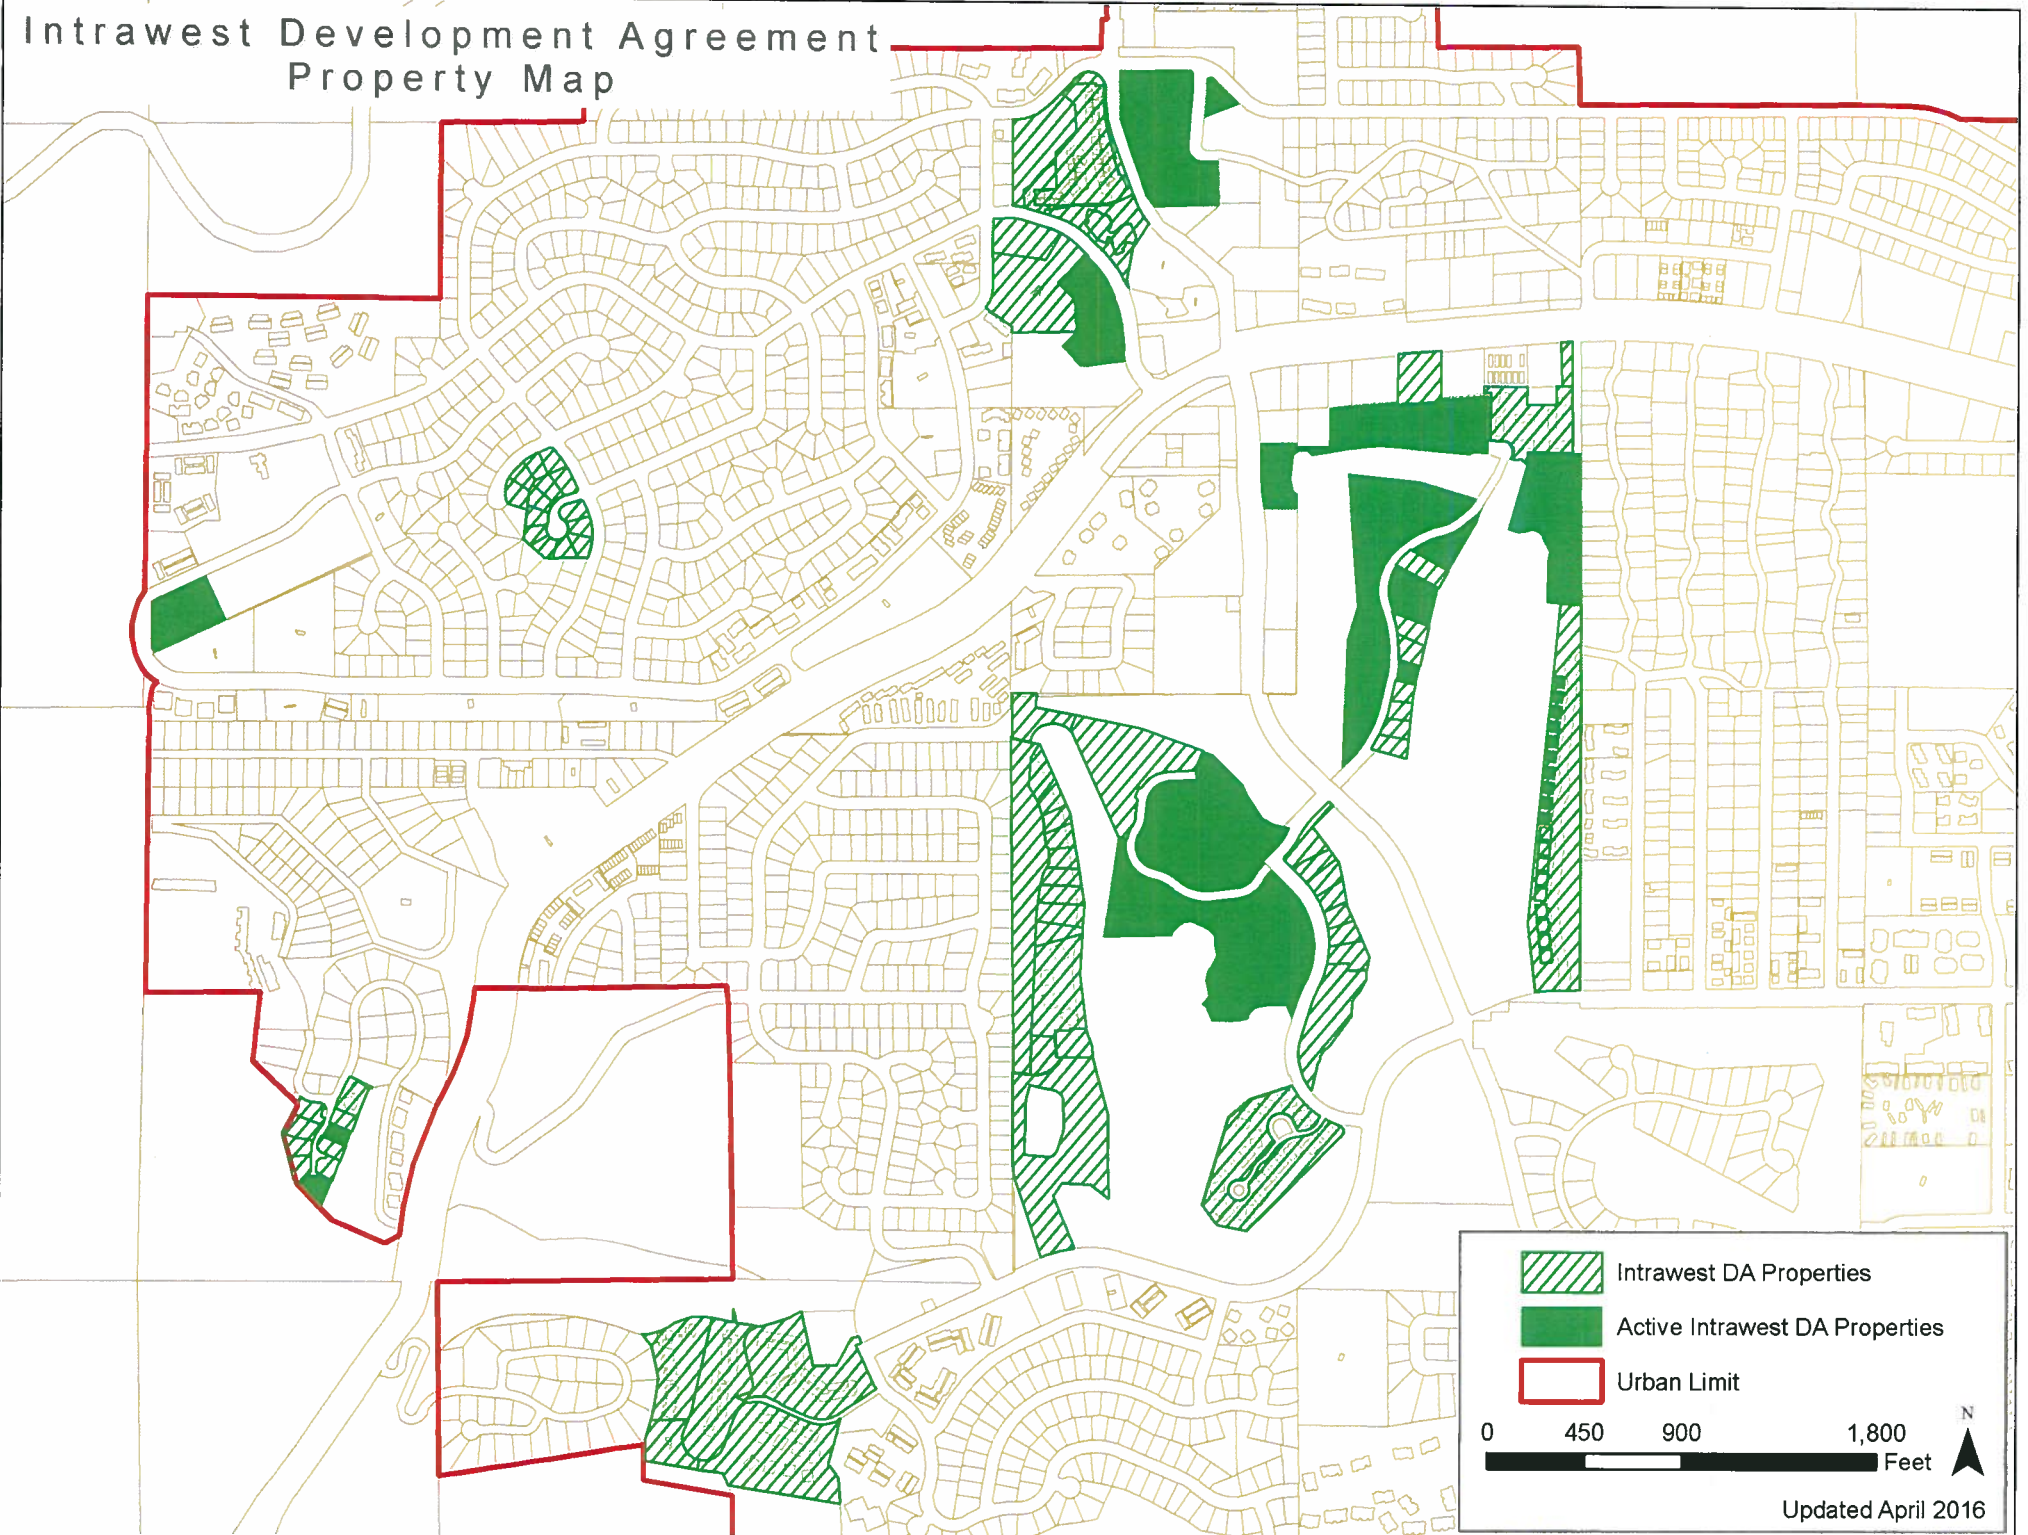 Intrawest Development Agreement
Property Map
Intrawest DA Properties
Active Intrawest DA Properties
Urban Limit
N
0 450 900 1,800
Feet
Updated April 2016